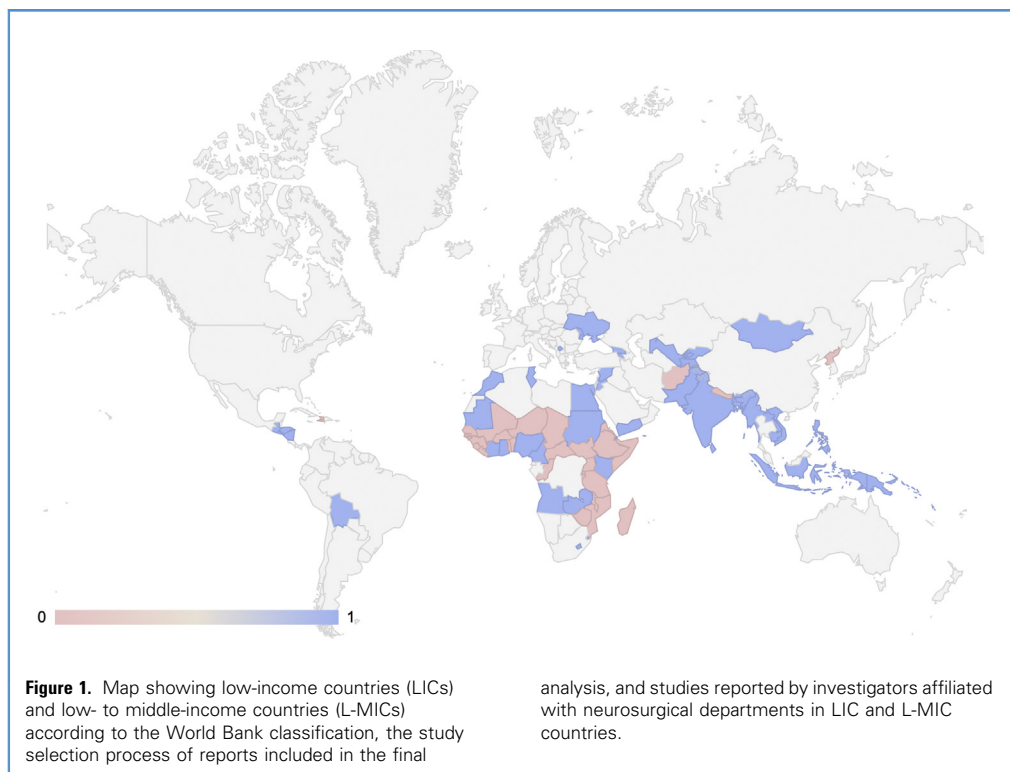 0
1
Figure 1. Map showing low-income countries (LICs)
and low- to middle-income countries (L-MICs)
according to the World Bank classification, the study
selection process of reports included in the final
analysis, and studies reported by investigators affiliated
with neurosurgical departments in LIC and L-MIC
countries.